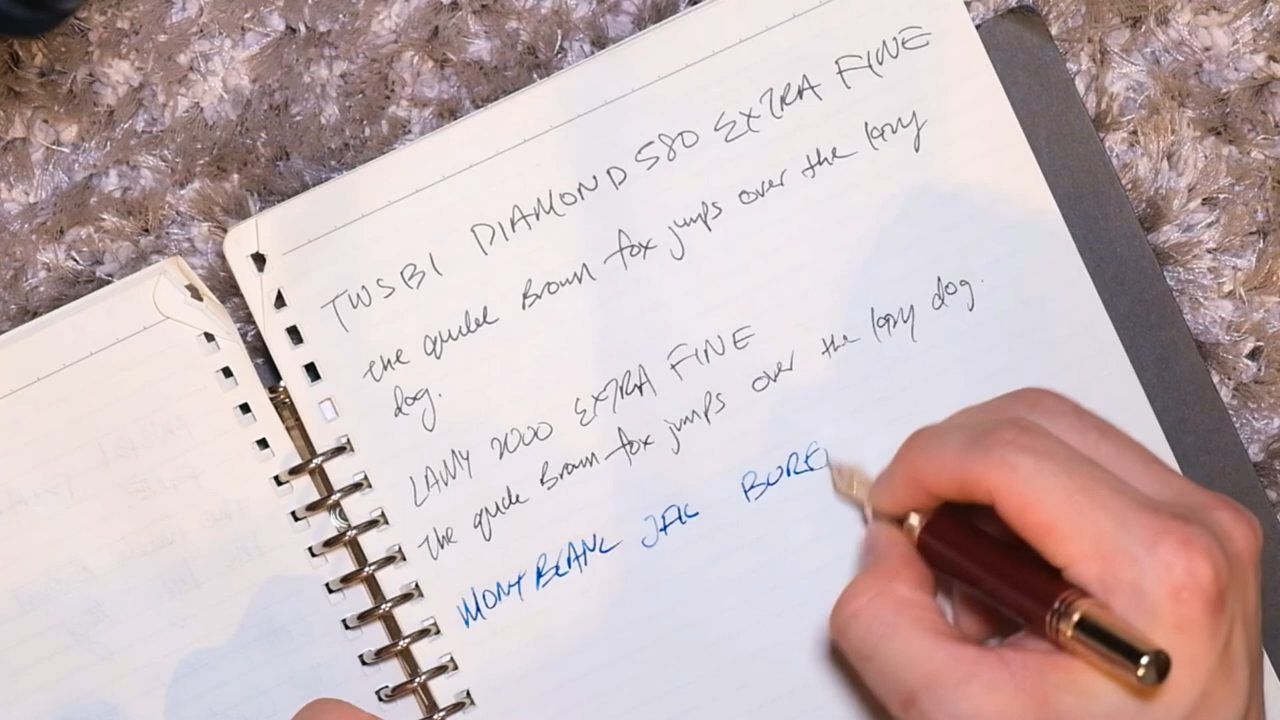 TWSBI DIAMOND 580 EXTRA FINE
the quick Brown fox jumps over the lazy
dog.
LAMY 2000 EXTRA FINE
the quick Brown fox jumps over the lazy dog.
MONTBLANC JFK BORE